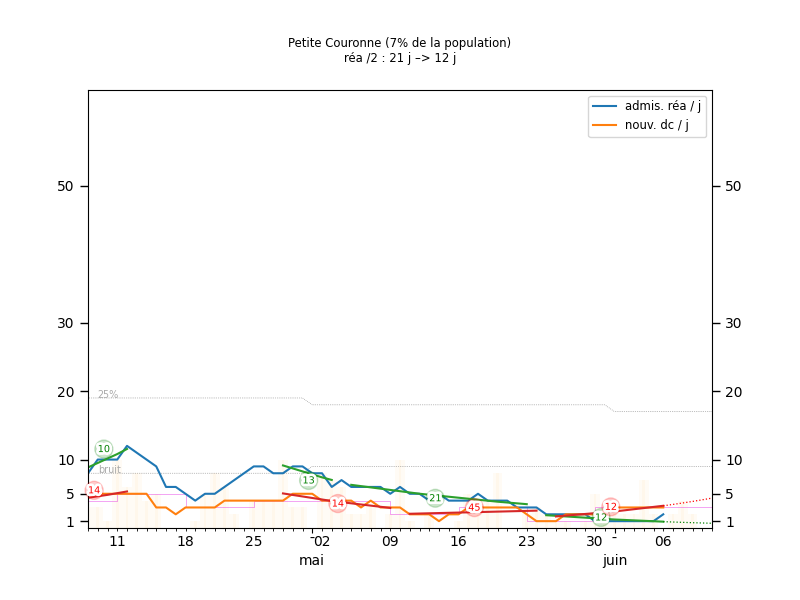 Petite Couronne (7% de la population)
réa /2 : 21 j –> 12 j
admis. réa / j
nouv. dc / j
50 50
30 30
20 20
25%
10 10
bruit
5 5
1 1
10
14
13
14
21
45
12
12
11 18 25 02 09 16 23 30 06
mai juin